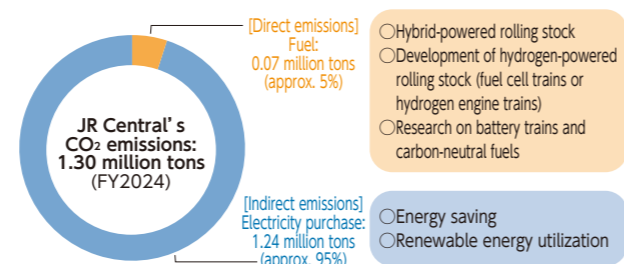 [Direct emissions]
Fuel:
0.07 million tons
(approx. 5%)
○Hybrid-powered rolling stock
○Development of hydrogen-powered
rolling stock (fuel cell trains or
hydrogen engine trains)
○Research on battery trains and
carbon-neutral fuels
JR Central's
CO₂ emissions:
1.30 million tons
(FY2024)
[Indirect emissions]
Electricity purchase:
1.24 million tons
(approx. 95%)
○Energy saving
○Renewable energy utilization